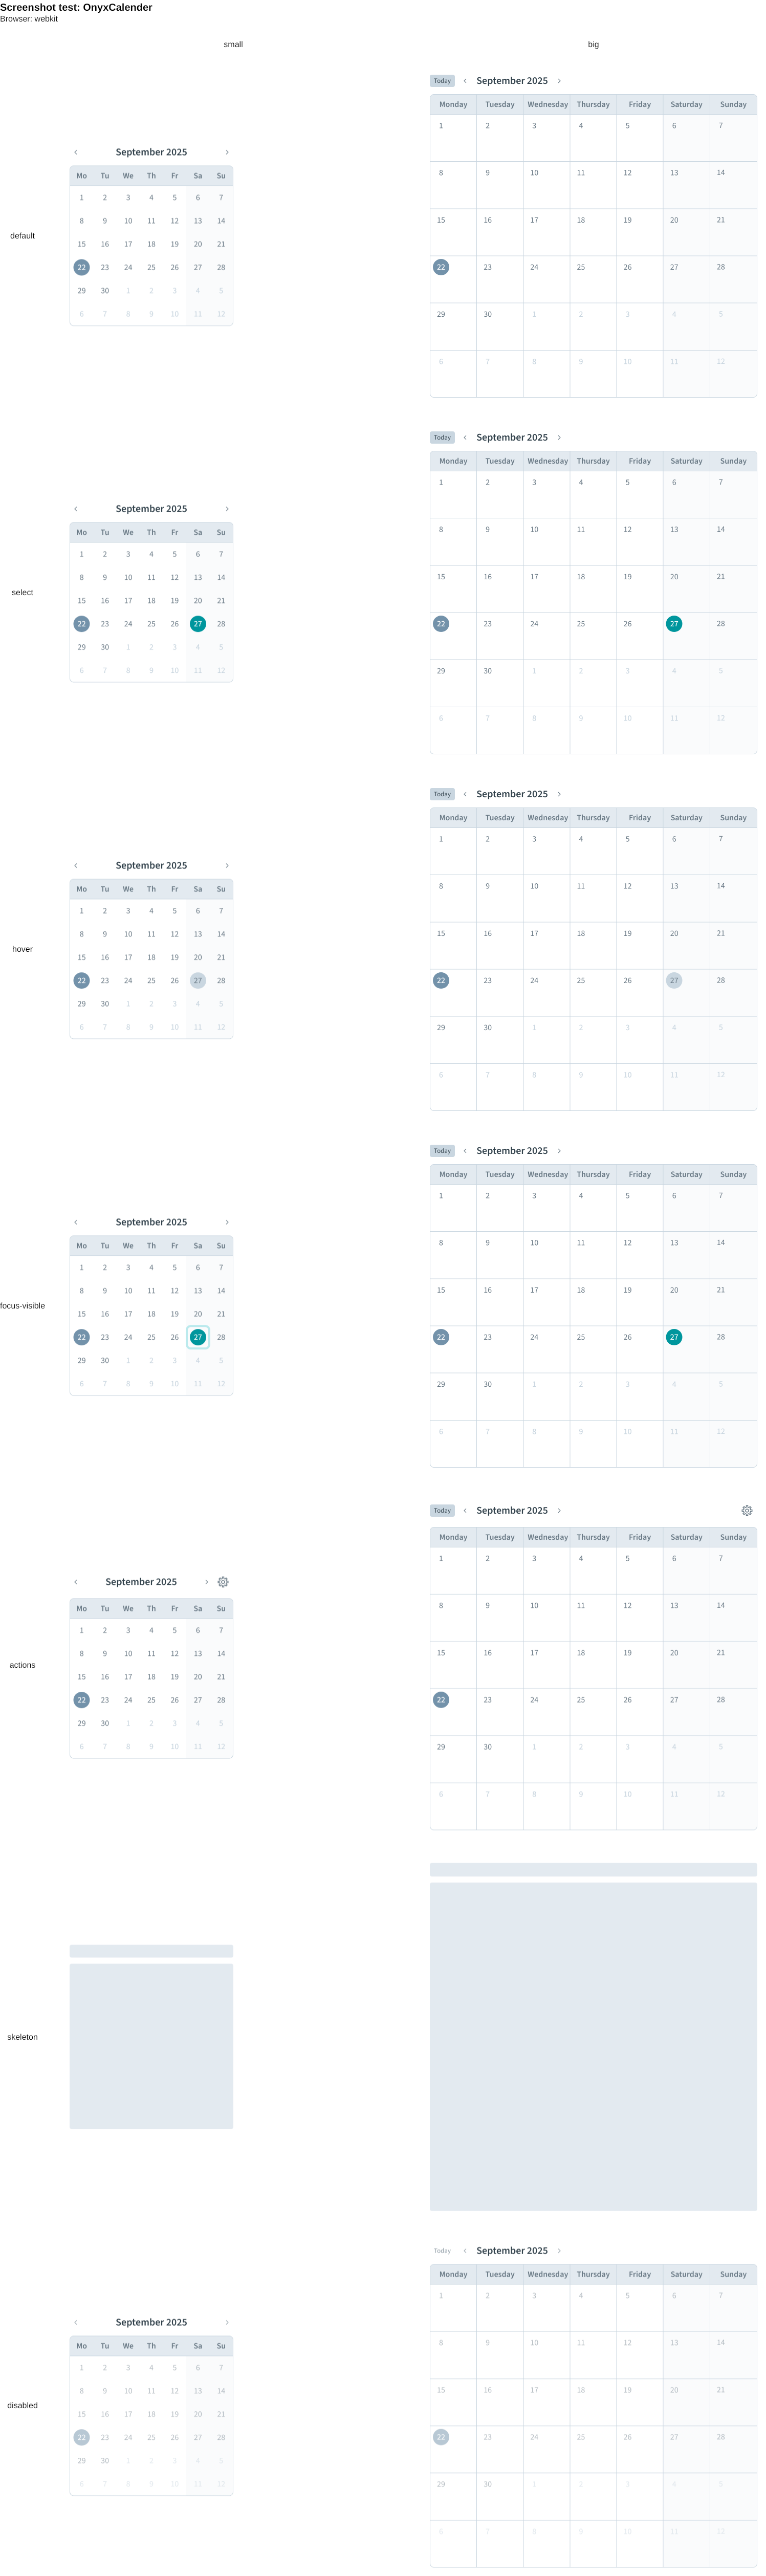 Screenshot test: OnyxCalender
Browser: webkit
small
big
default
September 2025
Mo Tu We Th Fr Sa Su
1 2 3 4 5 6 7
8 9 10 11 12 13 14
15 16 17 18 19 20 21
22 23 24 25 26 27 28
29 30 1 2 3 4 5
6 7 8 9 10 11 12
Today September 2025
Monday Tuesday Wednesday Thursday Friday Saturday Sunday
1 2 3 4 5 6 7
8 9 10 11 12 13 14
15 16 17 18 19 20 21
22 23 24 25 26 27 28
29 30 1 2 3 4 5
6 7 8 9 10 11 12
select
September 2025
Mo Tu We Th Fr Sa Su
1 2 3 4 5 6 7
8 9 10 11 12 13 14
15 16 17 18 19 20 21
22 23 24 25 26 27 28
29 30 1 2 3 4 5
6 7 8 9 10 11 12
Today September 2025
Monday Tuesday Wednesday Thursday Friday Saturday Sunday
1 2 3 4 5 6 7
8 9 10 11 12 13 14
15 16 17 18 19 20 21
22 23 24 25 26 27 28
29 30 1 2 3 4 5
6 7 8 9 10 11 12
hover
September 2025
Mo Tu We Th Fr Sa Su
1 2 3 4 5 6 7
8 9 10 11 12 13 14
15 16 17 18 19 20 21
22 23 24 25 26 27 28
29 30 1 2 3 4 5
6 7 8 9 10 11 12
Today September 2025
Monday Tuesday Wednesday Thursday Friday Saturday Sunday
1 2 3 4 5 6 7
8 9 10 11 12 13 14
15 16 17 18 19 20 21
22 23 24 25 26 27 28
29 30 1 2 3 4 5
6 7 8 9 10 11 12
focus-visible
September 2025
Mo Tu We Th Fr Sa Su
1 2 3 4 5 6 7
8 9 10 11 12 13 14
15 16 17 18 19 20 21
22 23 24 25 26 27 28
29 30 1 2 3 4 5
6 7 8 9 10 11 12
Today September 2025
Monday Tuesday Wednesday Thursday Friday Saturday Sunday
1 2 3 4 5 6 7
8 9 10 11 12 13 14
15 16 17 18 19 20 21
22 23 24 25 26 27 28
29 30 1 2 3 4 5
6 7 8 9 10 11 12
actions
September 2025
Mo Tu We Th Fr Sa Su
1 2 3 4 5 6 7
8 9 10 11 12 13 14
15 16 17 18 19 20 21
22 23 24 25 26 27 28
29 30 1 2 3 4 5
6 7 8 9 10 11 12
Today September 2025
Monday Tuesday Wednesday Thursday Friday Saturday Sunday
1 2 3 4 5 6 7
8 9 10 11 12 13 14
15 16 17 18 19 20 21
22 23 24 25 26 27 28
29 30 1 2 3 4 5
6 7 8 9 10 11 12
skeleton
disabled
September 2025
Mo Tu We Th Fr Sa Su
1 2 3 4 5 6 7
8 9 10 11 12 13 14
15 16 17 18 19 20 21
22 23 24 25 26 27 28
29 30 1 2 3 4 5
6 7 8 9 10 11 12
Today September 2025
Monday Tuesday Wednesday Thursday Friday Saturday Sunday
1 2 3 4 5 6 7
8 9 10 11 12 13 14
15 16 17 18 19 20 21
22 23 24 25 26 27 28
29 30 1 2 3 4 5
6 7 8 9 10 11 12